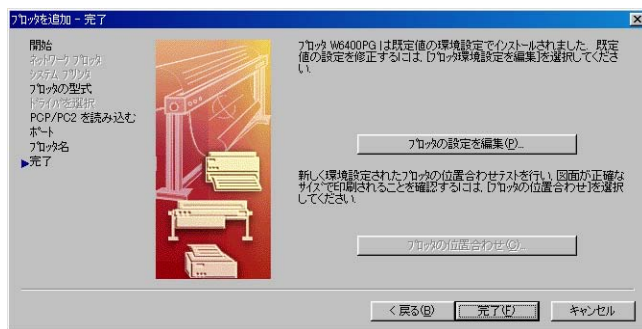 プロッタを追加 - 完了
開始
ネットワーク プロッタ
システム プリンタ
プロッタの型式
ドライバを選択
PCP/PC2 を読み込む
ポート
プロッタ名
完了
プロッタ W6400PG は既定値の環境設定でインストールされました。既定
値の設定を修正するには、[プロッタ環境設定を編集]を選択してくださ
い。
プロッタの設定を編集(P)...
新しく環境設定されたプロッタの位置合わせテストを行い、図面が正確な
サイズで印刷されることを確認するには、[プロッタの位置合わせ]を選択
してください。
プロッタの位置合わせ(C)...
< 戻る(B)
完了(F)
キャンセル